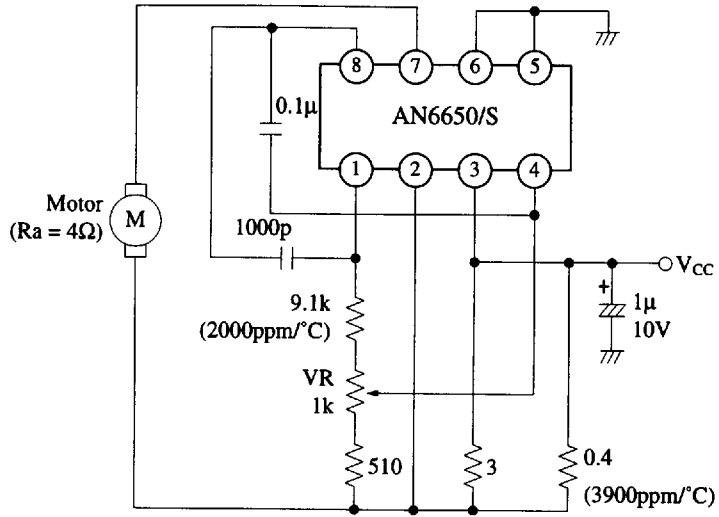 8
7
6
5
0.1μ
AN6650/S
1
2
3
4
Motor
(Ra = 4Ω)
M
1000p
VCC
+
1μ
10V
9.1k
(2000ppm/°C)
VR
1k
510
3
0.4
(3900ppm/°C)